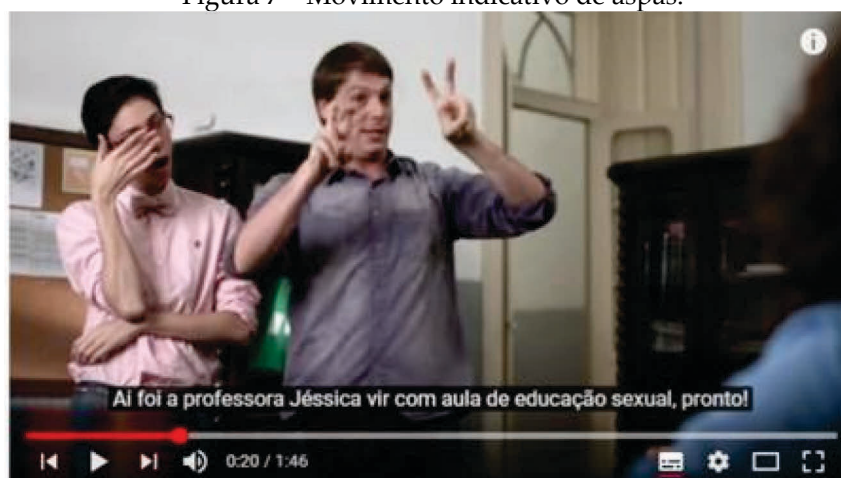 Figura 7 – Movimento indicativo de aspas.
Aí foi a professora Jéssica vir com aula de educação sexual, pronto!
0:20 / 1:46